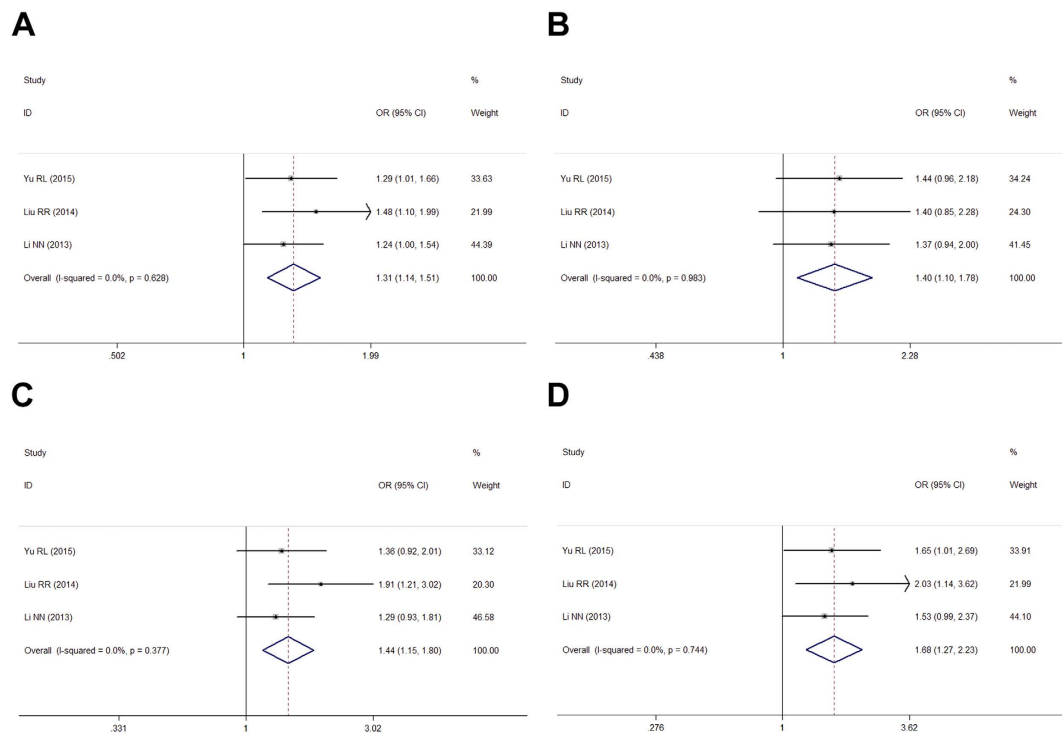 A
Study %
ID OR (95% CI) Weight
Yu RL (2015) 1.29 (1.01, 1.66) 33.63
Liu RR (2014) 1.48 (1.10, 1.99) 21.99
Li NN (2013) 1.24 (1.00, 1.54) 44.39
Overall (I-squared = 0.0%, p = 0.628) 1.31 (1.14, 1.51) 100.00
.502 1 1.99
B
Study %
ID OR (95% CI) Weight
Yu RL (2015) 1.44 (0.96, 2.18) 34.24
Liu RR (2014) 1.40 (0.85, 2.28) 24.30
Li NN (2013) 1.37 (0.94, 2.00) 41.45
Overall (I-squared = 0.0%, p = 0.983) 1.40 (1.10, 1.78) 100.00
.438 1 2.28
C
Study %
ID OR (95% CI) Weight
Yu RL (2015) 1.36 (0.92, 2.01) 33.12
Liu RR (2014) 1.91 (1.21, 3.02) 20.30
Li NN (2013) 1.29 (0.93, 1.81) 46.58
Overall (I-squared = 0.0%, p = 0.377) 1.44 (1.15, 1.80) 100.00
.331 1 3.02
D
Study %
ID OR (95% CI) Weight
Yu RL (2015) 1.65 (1.01, 2.69) 33.91
Liu RR (2014) 2.03 (1.14, 3.62) 21.99
Li NN (2013) 1.53 (0.99, 2.37) 44.10
Overall (I-squared = 0.0%, p = 0.744) 1.68 (1.27, 2.23) 100.00
.276 1 3.62